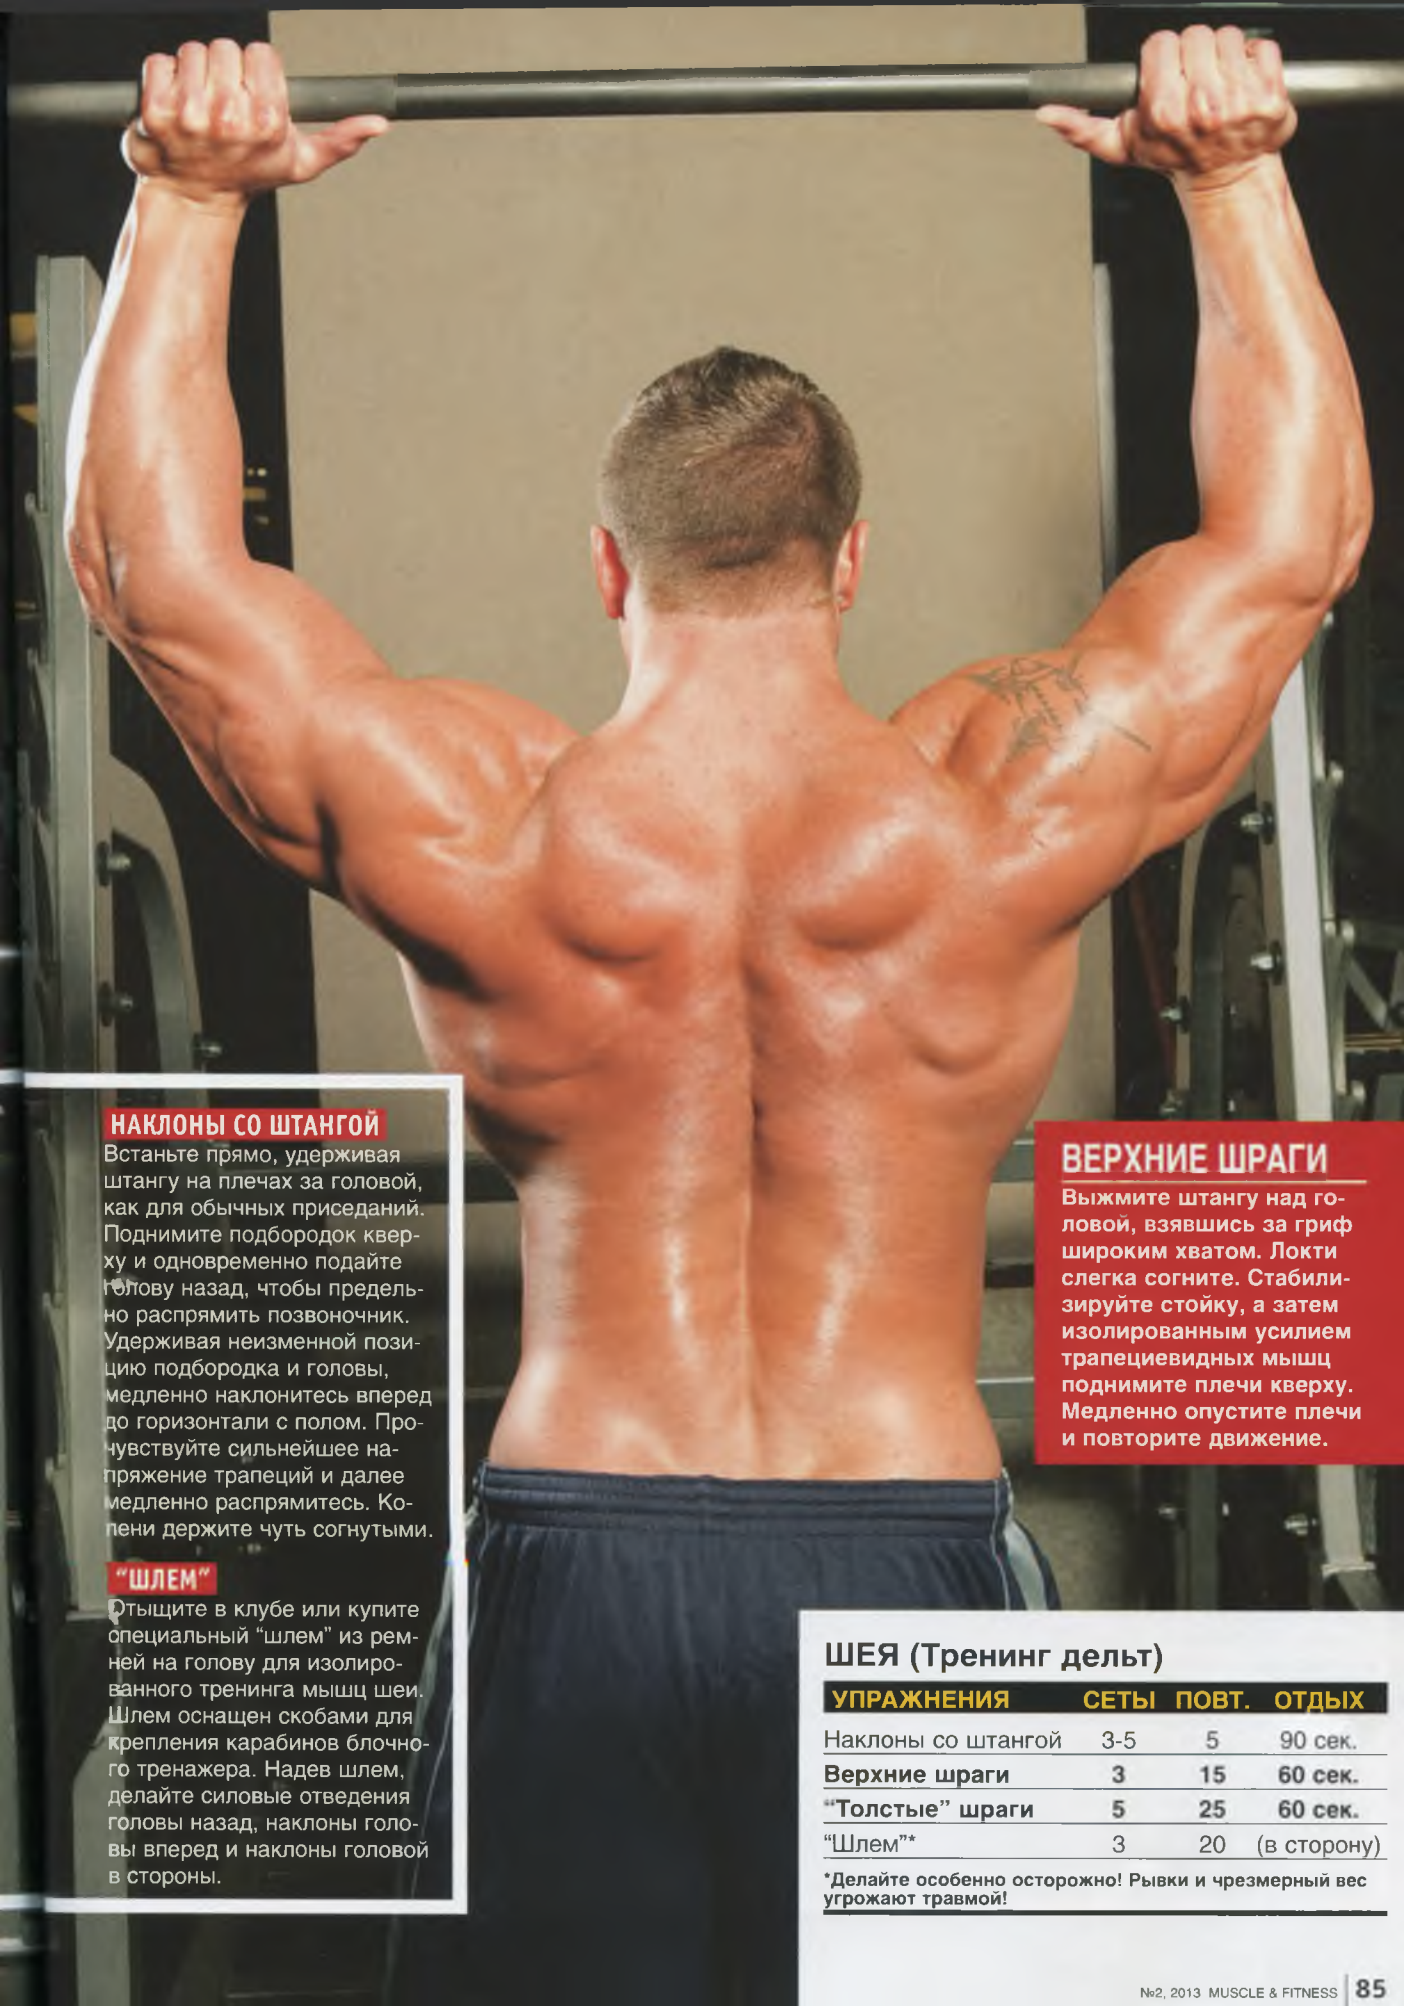 НАКЛОНЫ СО ШТАНГОЙ
Встаньте прямо, удерживая
штангу на плечах за головой,
как для обычных приседаний.
Поднимите подбородок квер-
ху и одновременно подайте
голову назад, чтобы предель-
но распрямить позвоночник.
Удерживая неизменной пози-
цию подбородка и головы,
медленно наклонитесь вперед
до горизонтали с полом. Про-
чувствуйте сильнейшее на-
пряжение трапеций и далее
медленно распрямитесь. Ко-
лени держите чуть согнутыми.
“ШЛЕМ”
Отыщите в клубе или купите
специальный “шлем” из рем-
ней на голову для изолиро-
ванного тренинга мышц шеи.
Шлем оснащен скобами для
крепления карабинов блочно-
го тренажера. Надев шлем,
делайте силовые отведения
головы назад, наклоны голо-
вы вперед и наклоны головой
в стороны.
ВЕРХНИЕ ШРАГИ
Выжмите штангу над го-
ловой, взявшись за гриф
широким хватом. Локти
слегка согните. Стабили-
зируйте стойку, а затем
изолированным усилием
трапециевидных мышц
поднимите плечи кверху.
Медленно опустите плечи
и повторите движение.
ШЕЯ (Тренинг дельт)
УПРАЖНЕНИЯ СЕТЫ ПОВТ. ОТДЫХ
Наклоны со штангой 3-5 5 90 сек.
Верхние шраги 3 15 60 сек.
“Толстые” шраги 5 25 60 сек.
“Шлем”* 3 20 (в сторону)
*Делайте особенно осторожно! Рывки и чрезмерный вес
угрожают травмой!
№2, 2013 MUSCLE & FITNESS 85